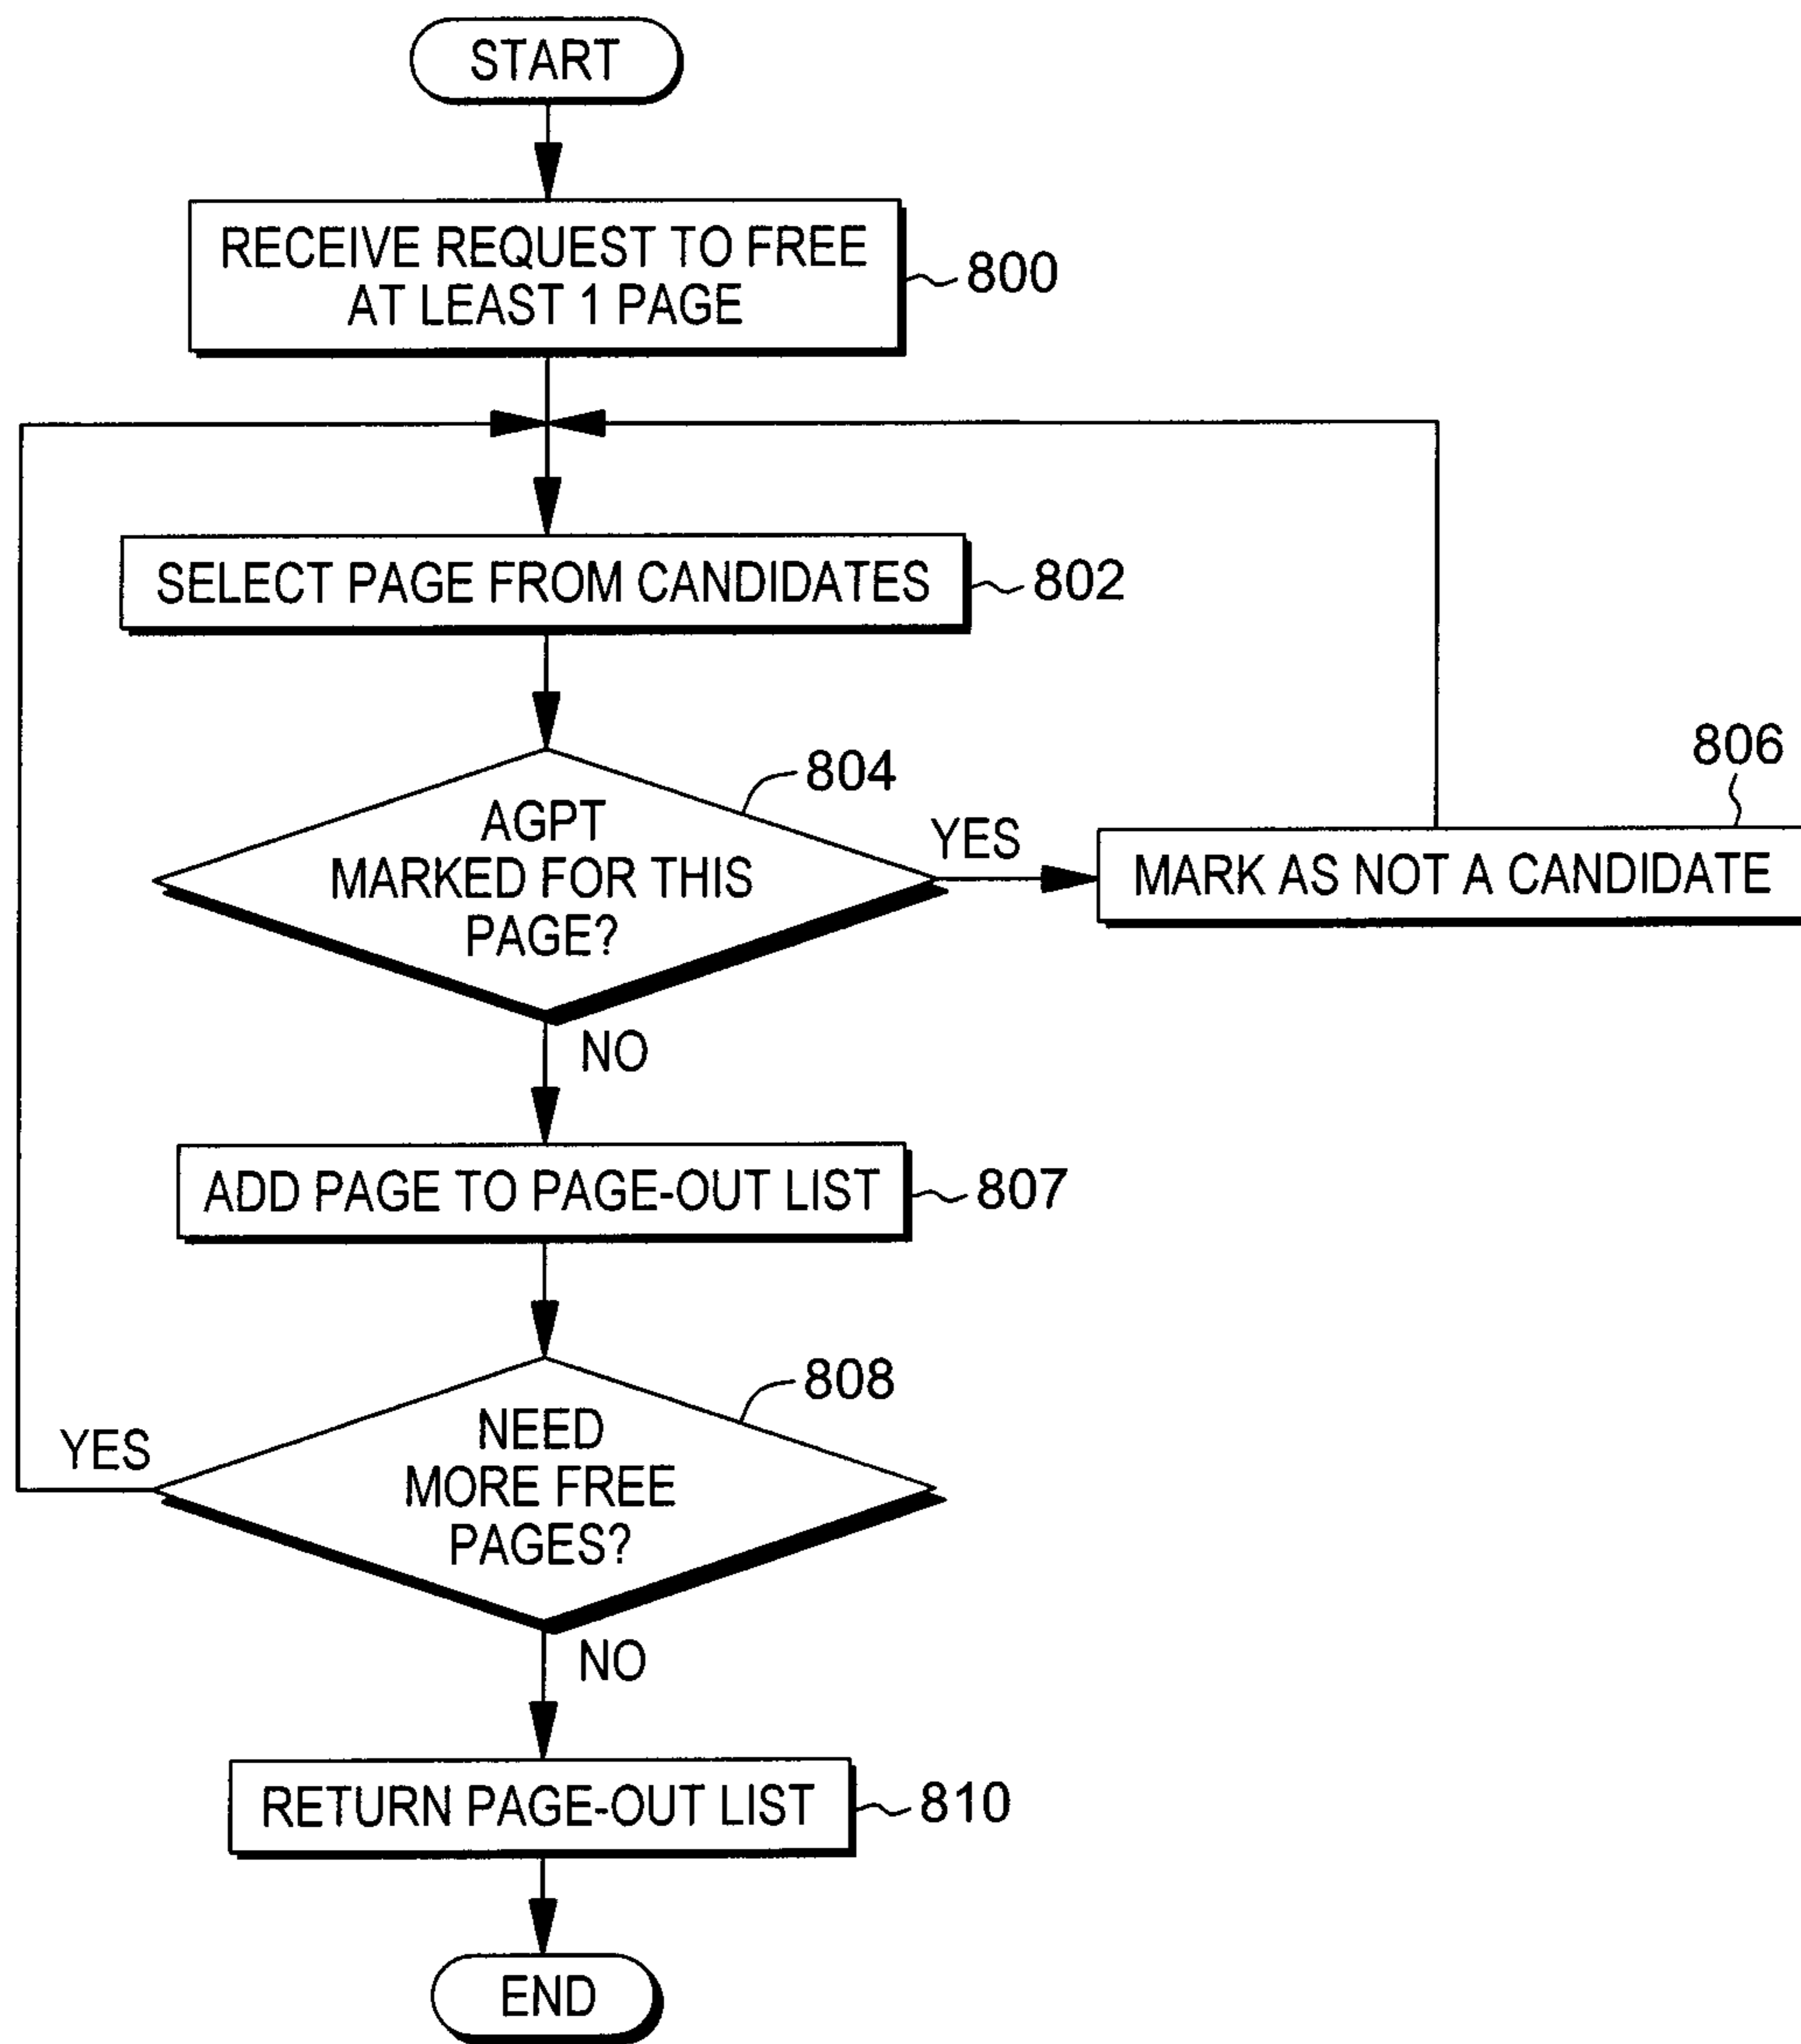 START
RECEIVE REQUEST TO FREE
AT LEAST 1 PAGE
800
SELECT PAGE FROM CANDIDATES
802
804
AGPT
MARKED FOR THIS
PAGE?
YES
806
MARK AS NOT A CANDIDATE
NO
ADD PAGE TO PAGE-OUT LIST
807
808
NEED
MORE FREE
PAGES?
YES
NO
RETURN PAGE-OUT LIST
810
END